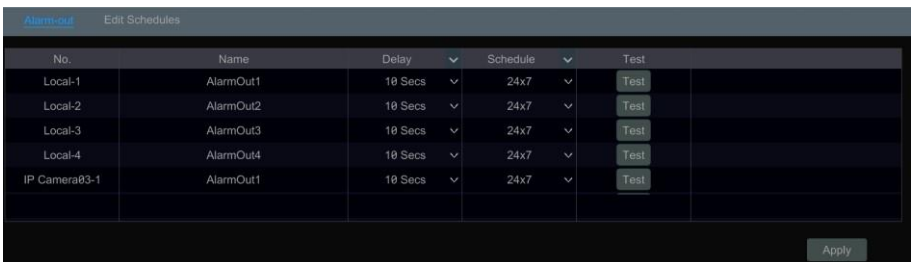 Alarm-out Edit Schedules
No. Name Delay Schedule Test
Local-1 AlarmOut1 10 Secs 24x7 Test
Local-2 AlarmOut2 10 Secs 24x7 Test
Local-3 AlarmOut3 10 Secs 24x7 Test
Local-4 AlarmOut4 10 Secs 24x7 Test
IP Camera03-1 AlarmOut1 10 Secs 24x7 Test
Apply